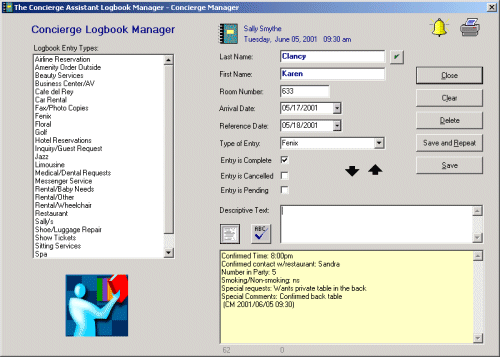 The Concierge Assistant Logbook Manager - Concierge Manager
Concierge Logbook Manager
Sally Smythe
Tuesday, June 05, 2001 09:30 am
Logbook Entry Types:
Airline Reservation
Amenity Order Outside
Beauty Services
Business Center/AV
Cafe del Rey
Car Rental
Fax/Photo Copies
Fenix
Floral
Golf
Hotel Reservations
Inquiry/Guest Request
Jazz
Limousine
Medical/Dental Requests
Messenger Service
Rental/Baby Needs
Rental/Other
Rental/Wheelchair
Restaurant
Sally's
Shoe/Luggage Repair
Show Tickets
Sitting Services
Spa
Last Name: Clancy
First Name: Karen
Room Number: 633
Arrival Date: 05/17/2001
Reference Date: 05/18/2001
Type of Entry: Fenix
Entry is Complete
Entry is Cancelled
Entry is Pending
Close
Clear
Delete
Save and Repeat
Save
Descriptive Text:
ABC
Confirmed Time: 8:00pm
Confirmed contact w/restaurant: Sandra
Number in Party: 5
Smoking/Non-smoking: ns
Special requests: Wants private table in the back
Special Comments: Confirmed back table
(CM 2001/06/05 09:30)
62 0